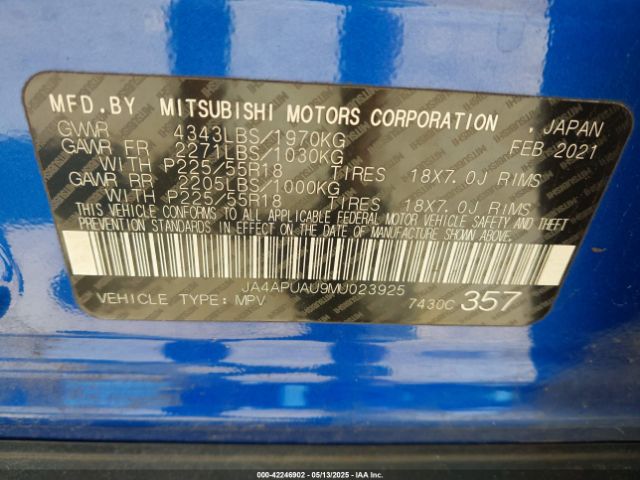 MFD.BY MITSUBISHI MOTORS CORPORATION , JAPAN
GVWR 4343LBS/1970KG FEB 2021
GAWR FR 2271LBS/1030KG
WITH P225/55R18 TIRES 18X7.0J RIMS
GAWR RR 2205LBS/1000KG
WITH P225/55R18 TIRES 18X7.0J RIMS
THIS VEHICLE CONFORMS TO ALL APPLICABLE FEDERAL MOTOR VEHICLE SAFETY AND THEFT
PREVENTION STANDARDS IN EFFECT ON THE DATE OF MANUFACTURE SHOWN ABOVE.
JA4APUAU9MU023925
VEHICLE TYPE: MPV 7430C 357
000-42246902 — 05/13/2025 — IAA Inc.